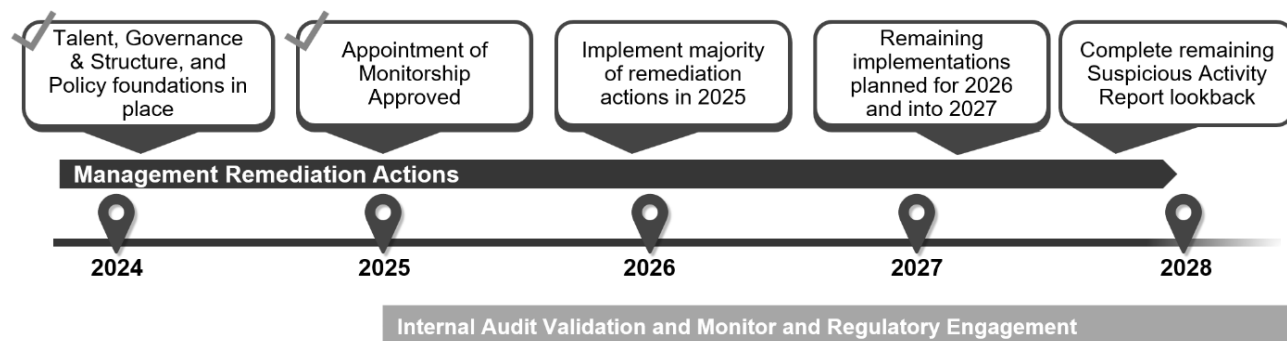 Talent, Governance
& Structure, and
Policy foundations in
place
Appointment of
Monitorship
Approved
Implement majority
of remediation
actions in 2025
Remaining
implementations
planned for 2026
and into 2027
Complete remaining
Suspicious Activity
Report lookback
Management Remediation Actions
2024
2025
2026
2027
2028
Internal Audit Validation and Monitor and Regulatory Engagement